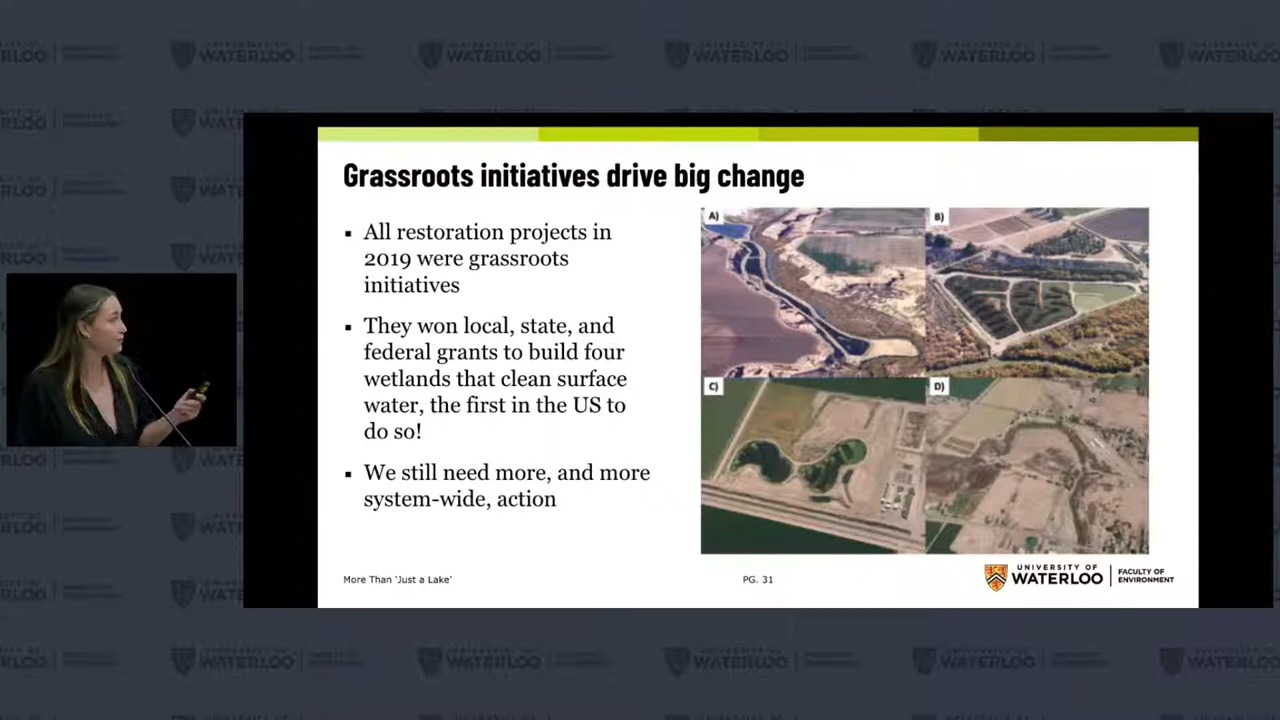 Grassroots initiatives drive big change
▪ All restoration projects in
2019 were grassroots
initiatives
▪ They won local, state, and
federal grants to build four
wetlands that clean surface
water, the first in the US to
do so!
▪ We still need more, and more
system-wide, action
A)
B)
C)
D)
More Than 'Just a Lake'
PG. 31
UNIVERSITY OF
WATERLOO
FACULTY OF
ENVIRONMENT